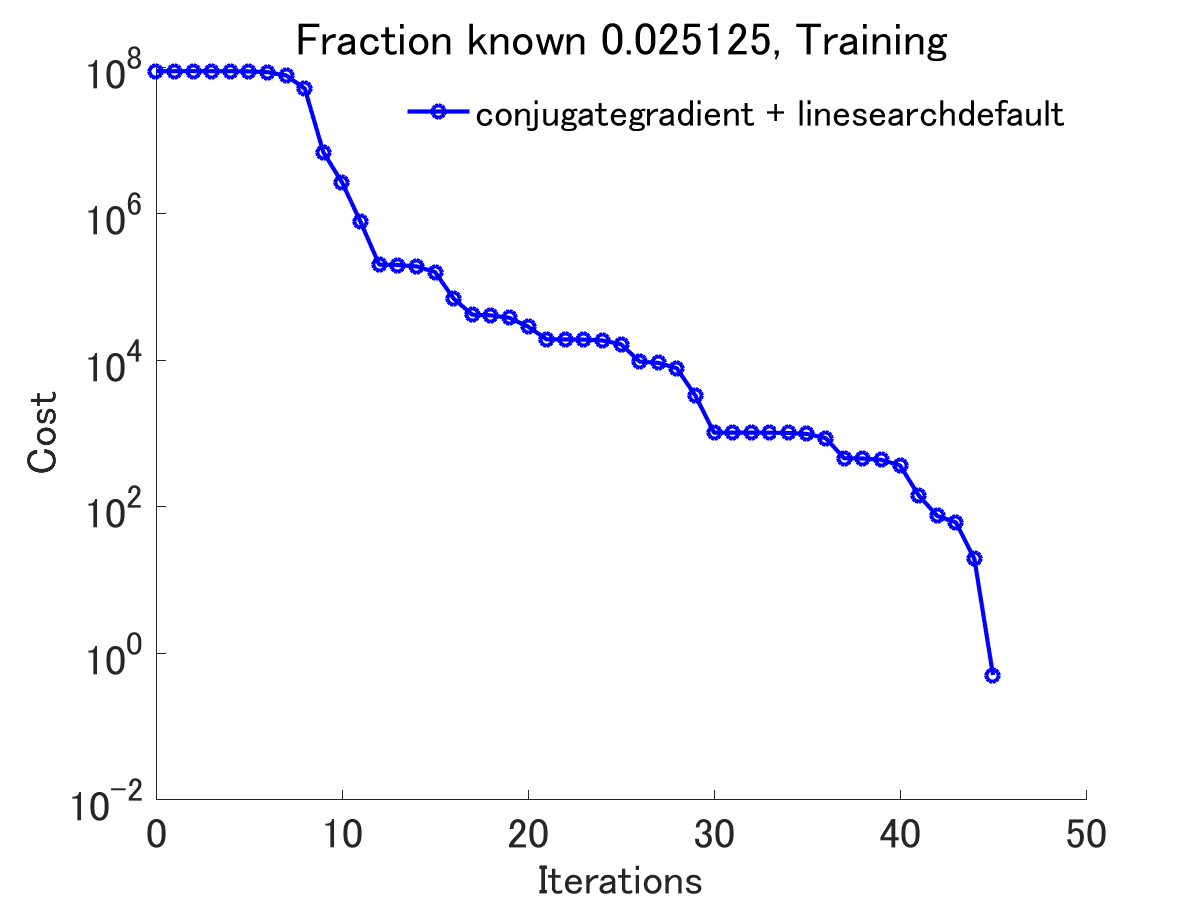 Fraction known 0.025125, Training
conjugategradient + linesearchdefault
10^8
10^6
10^4
10^2
10^0
10^-2
Cost
0 10 20 30 40 50
Iterations